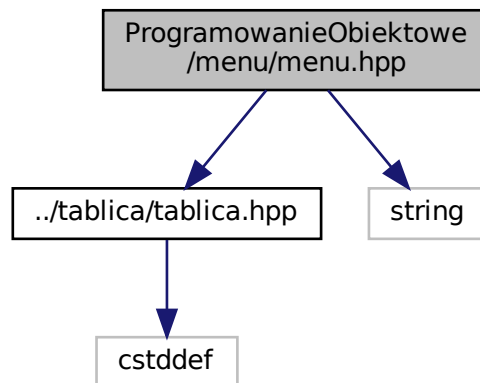 ProgramowanieObiektowe
/menu/menu.hpp
../tablica/tablica.hpp
string
cstddef